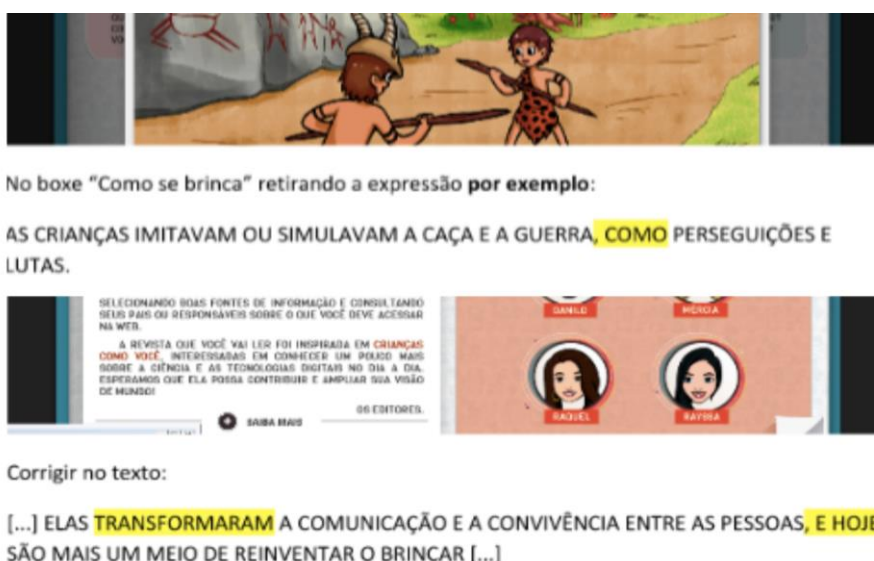 No boxe “Como se brinca” retirando a expressão por exemplo:
AS CRIANÇAS IMITAVAM OU SIMULAVAM A CAÇA E A GUERRA, COMO PERSEGUIÇÕES E
LUTAS.
SELECIONANDO BOAS FONTES DE INFORMAÇÃO E CONSULTANDO
SEUS PAIS OU RESPONSÁVEIS SOBRE O QUE VOCÊ DEVE ACESSAR
NA WEB.
A REVISTA QUE VOCÊ VAI LER FOI INSPIRADA EM CRIANÇAS
COMO VOCÊ, INTERESSADAS EM CONHECER UM POUCO MAIS
SOBRE A CIÊNCIA E AS TECNOLOGIAS DIGITAIS NO DIA A DIA.
ESPERAMOS QUE ELA POSSA CONTRIBUIR E AMPLIAR SUA VISÃO
DE MUNDO!
OS EDITORES.
SAIBA MAIS
DANILO
MÉRCIA
RAQUEL
RAYSSA
Corrigir no texto:
[...] ELAS TRANSFORMARAM A COMUNICAÇÃO E A CONVIVÊNCIA ENTRE AS PESSOAS, E HOJE
SÃO MAIS UM MEIO DE REINVENTAR O BRINCAR [...]